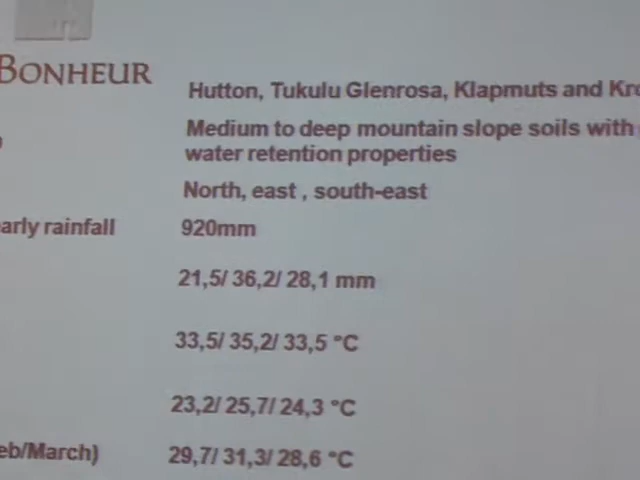 BONHEUR
Hutton, Tukulu Glenrosa, Klapmuts and
Medium to deep mountain slope soils with
water retention properties
North, east , south-east
rainfall 920mm
21,5/ 36,2/ 28,1 mm
33,5/ 35,2/ 33,5 °C
23,2/ 25,7/ 24,3 °C
eb/March) 29,7/ 31,3/ 28,6 °C